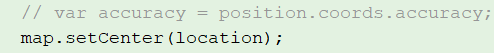 // var accuracy = position.coords.accuracy;
map.setCenter(location);